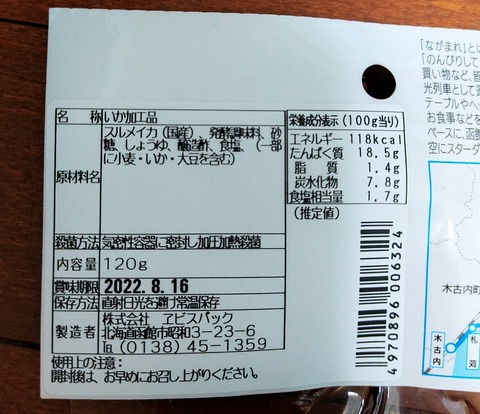 名 称 いか加工品
原材料名
スルメイカ(国産)、発酵調味料、砂
糖、しょうゆ、醸造酢、食塩、(一部
に小麦・いか・大豆を含む)
殺菌方法 気密性容器に密封し加圧加熱殺菌
内容量 120g
賞味期限 2022. 8. 16
保存方法 直射日光を避け常温保存
製造者
株式会社 ヱビスパック
北海道函館市昭和3-23-6
℡ (0138) 45-1359
使用上の注意:
開封後は、お早めにお召し上がりください。
栄養成分表示 (100g当り)
エネルギー 118kcal
たんぱく質 18.5g
脂 質 1.4g
炭水化物 7.8g
食塩相当量 1.7g
(推定値)
4970896006324
「ながまれ」とは
「のんびりして
買い物など、皆
光列車として運
テーブルやヘッ
お食事などを
ペースに、函館
空にスターダ
木古内町
木古内
札苅